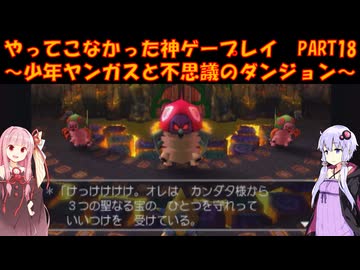 やってこなかった神ゲープレイ PART18
～少年ヤンガスと不思議のダンジョン～
＊「けっけけけけ。オレは カンダタ様から
３つの聖なる宝の、ひとつを守れって
いいつけを 受けている。